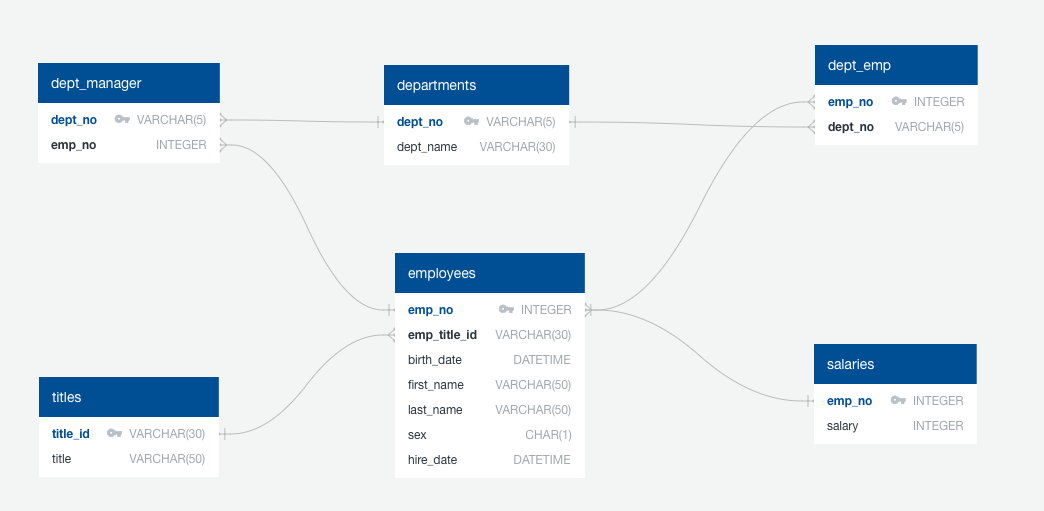 dept_manager
dept_no VARCHAR(5)
emp_no INTEGER
departments
dept_no VARCHAR(5)
dept_name VARCHAR(30)
dept_emp
emp_no INTEGER
dept_no VARCHAR(5)
employees
emp_no INTEGER
emp_title_id VARCHAR(30)
birth_date DATETIME
first_name VARCHAR(50)
last_name VARCHAR(50)
sex CHAR(1)
hire_date DATETIME
titles
title_id VARCHAR(30)
title VARCHAR(50)
salaries
emp_no INTEGER
salary INTEGER